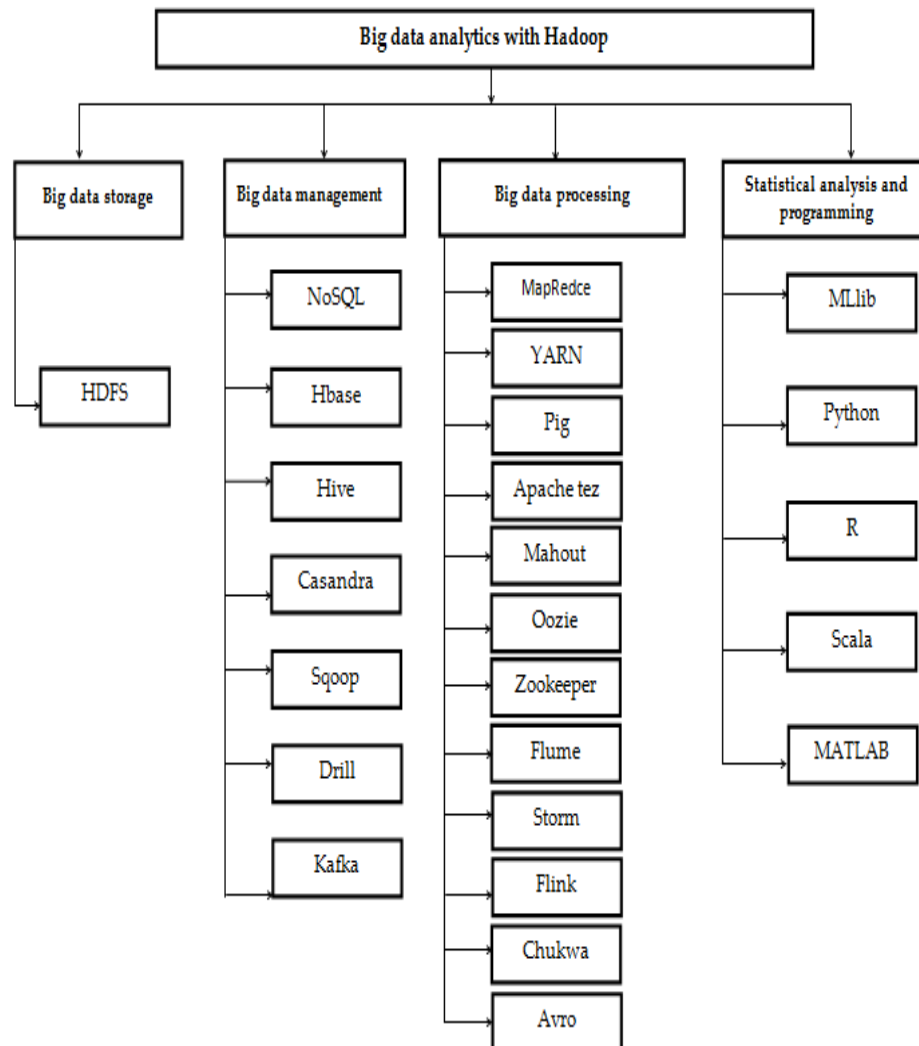 Big data analytics with Hadoop
Big data storage
Big data management
Big data processing
Statistical analysis and
programming
HDFS
NoSQL
Hbase
Hive
Casandra
Sqoop
Drill
Kafka
MapRedce
YARN
Pig
Apache tez
Mahout
Oozie
Zookeeper
Flume
Storm
Flink
Chukwa
Avro
MLlib
Python
R
Scala
MATLAB